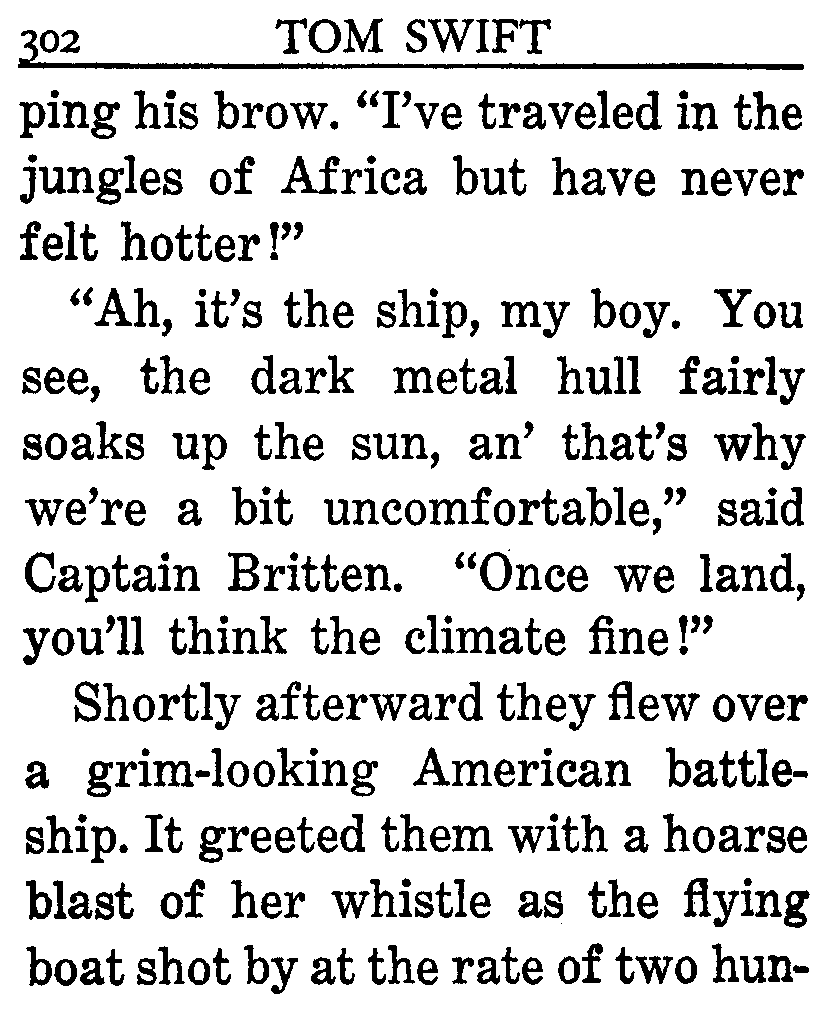 302 TOM SWIFT
ping his brow. “I’ve traveled in the
jungles of Africa but have never
felt hotter!”
“Ah, it’s the ship, my boy. You
see, the dark metal hull fairly
soaks up the sun, an’ that’s why
we’re a bit uncomfortable,” said
Captain Britten. “Once we land,
you’ll think the climate fine!”
Shortly afterward they flew over
a grim-looking American battle-
ship. It greeted them with a hoarse
blast of her whistle as the flying
boat shot by at the rate of two hun-